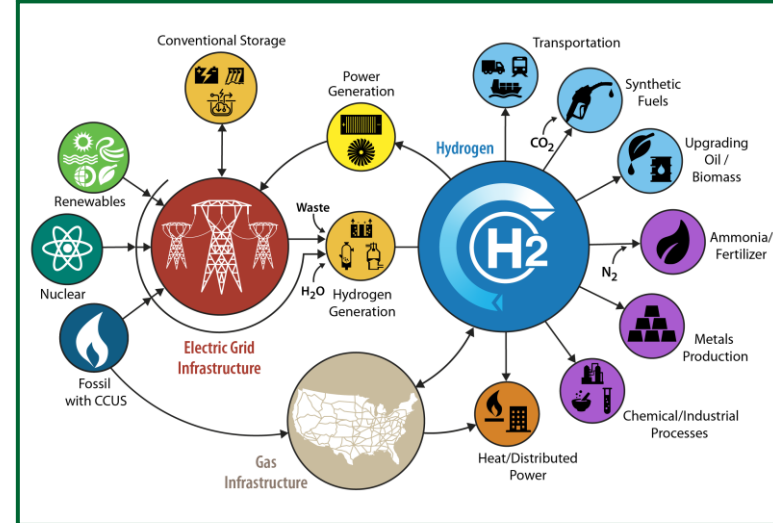 Conventional Storage
Power
Generation
Transportation
Hydrogen
Synthetic
Fuels
CO2
Upgrading
Oil /
Biomass
Renewables
Waste
H2
Ammonia/
Fertilizer
N2
Nuclear
H2O
Hydrogen
Generation
Metals
Production
Electric Grid
Infrastructure
Fossil
with CCUS
Chemical/Industrial
Processes
Gas
Infrastructure
Heat/Distributed
Power